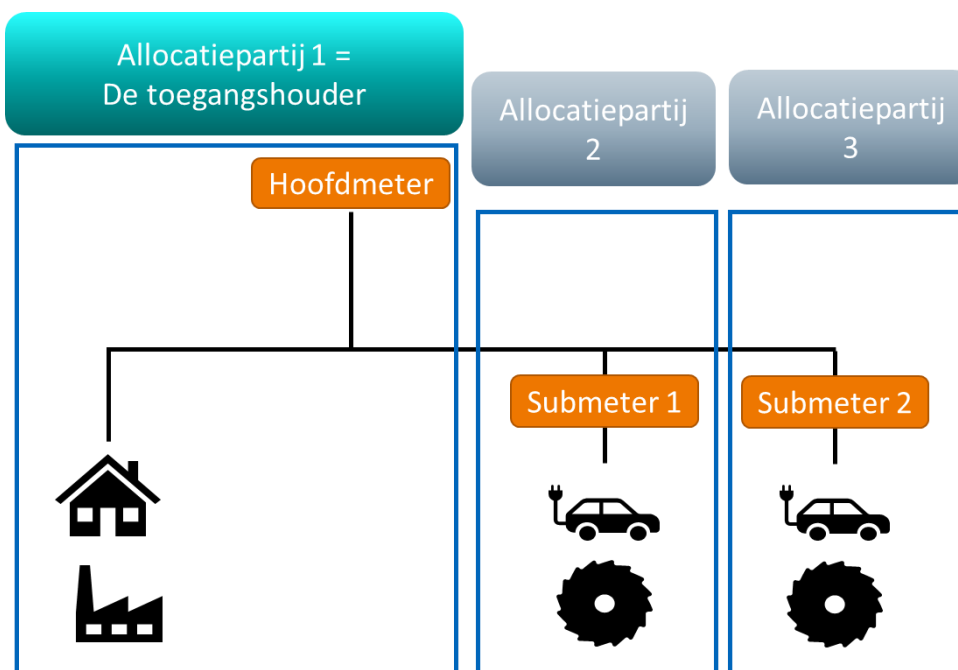 Allocatiepartij 1 =
De toegangshouder
Allocatiepartij
2
Allocatiepartij
3
Hoofdmeter
Submeter 1
Submeter 2